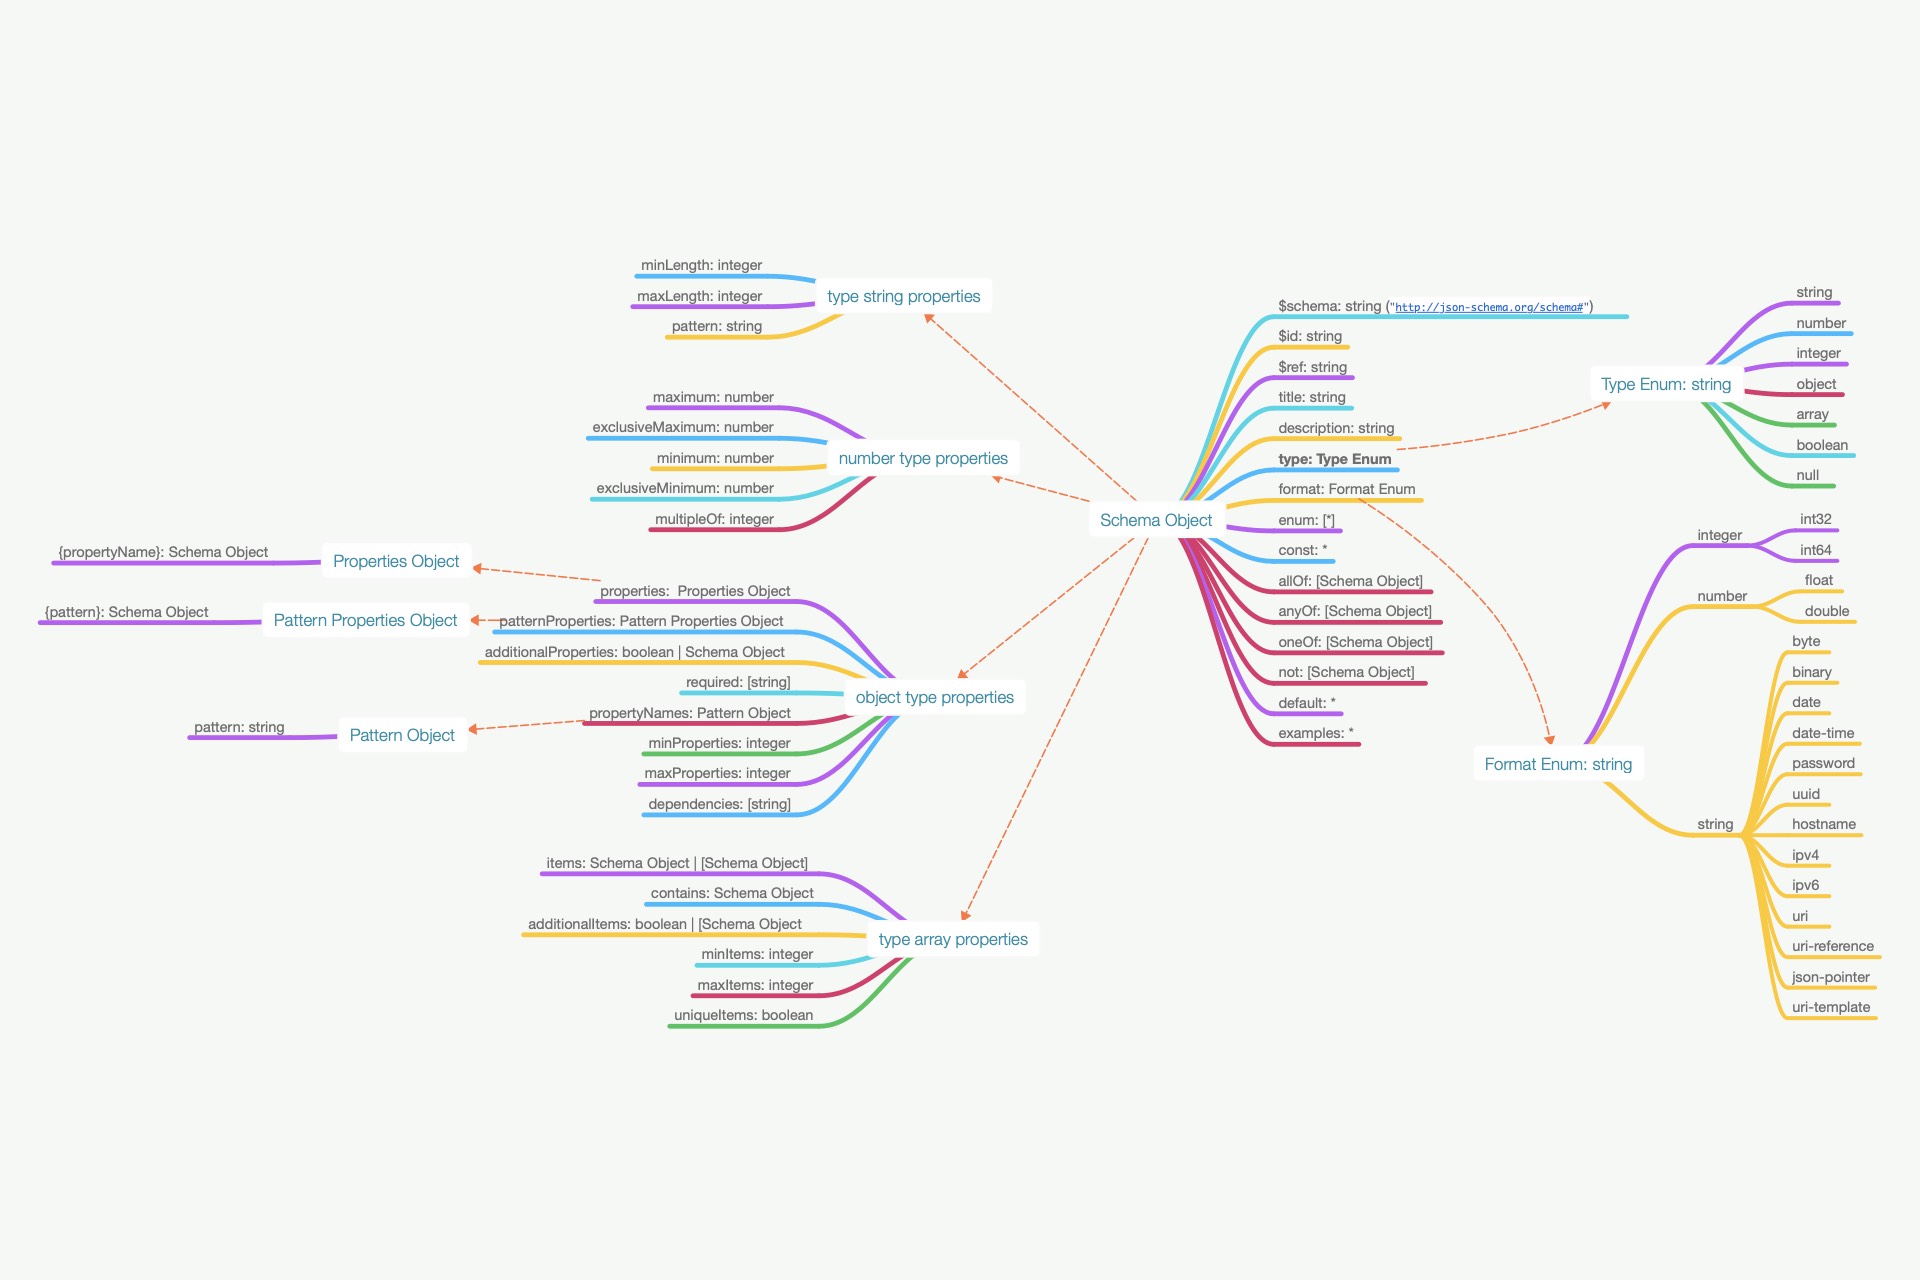 minLength: integer
maxLength: integer
pattern: string
type string properties
maximum: number
exclusiveMaximum: number
minimum: number
exclusiveMinimum: number
multipleOf: integer
number type properties
{propertyName}: Schema Object
Properties Object
{pattern}: Schema Object
Pattern Properties Object
pattern: string
Pattern Object
properties:  Properties Object
patternProperties: Pattern Properties Object
additionalProperties: boolean | Schema Object
required: [string]
propertyNames: Pattern Object
minProperties: integer
maxProperties: integer
dependencies: [string]
object type properties
items: Schema Object | [Schema Object]
contains: Schema Object
additionalItems: boolean | [Schema Object
minItems: integer
maxItems: integer
uniqueItems: boolean
type array properties
Schema Object
$schema: string ("http://json-schema.org/schema#")
$id: string
$ref: string
title: string
description: string
type: Type Enum
format: Format Enum
enum: [*]
const: *
allOf: [Schema Object]
anyOf: [Schema Object]
oneOf: [Schema Object]
not: [Schema Object]
default: *
examples: *
Type Enum: string
string
number
integer
object
array
boolean
null
Format Enum: string
integer
int32
int64
number
float
double
string
byte
binary
date
date-time
password
uuid
hostname
ipv4
ipv6
uri
uri-reference
json-pointer
uri-template